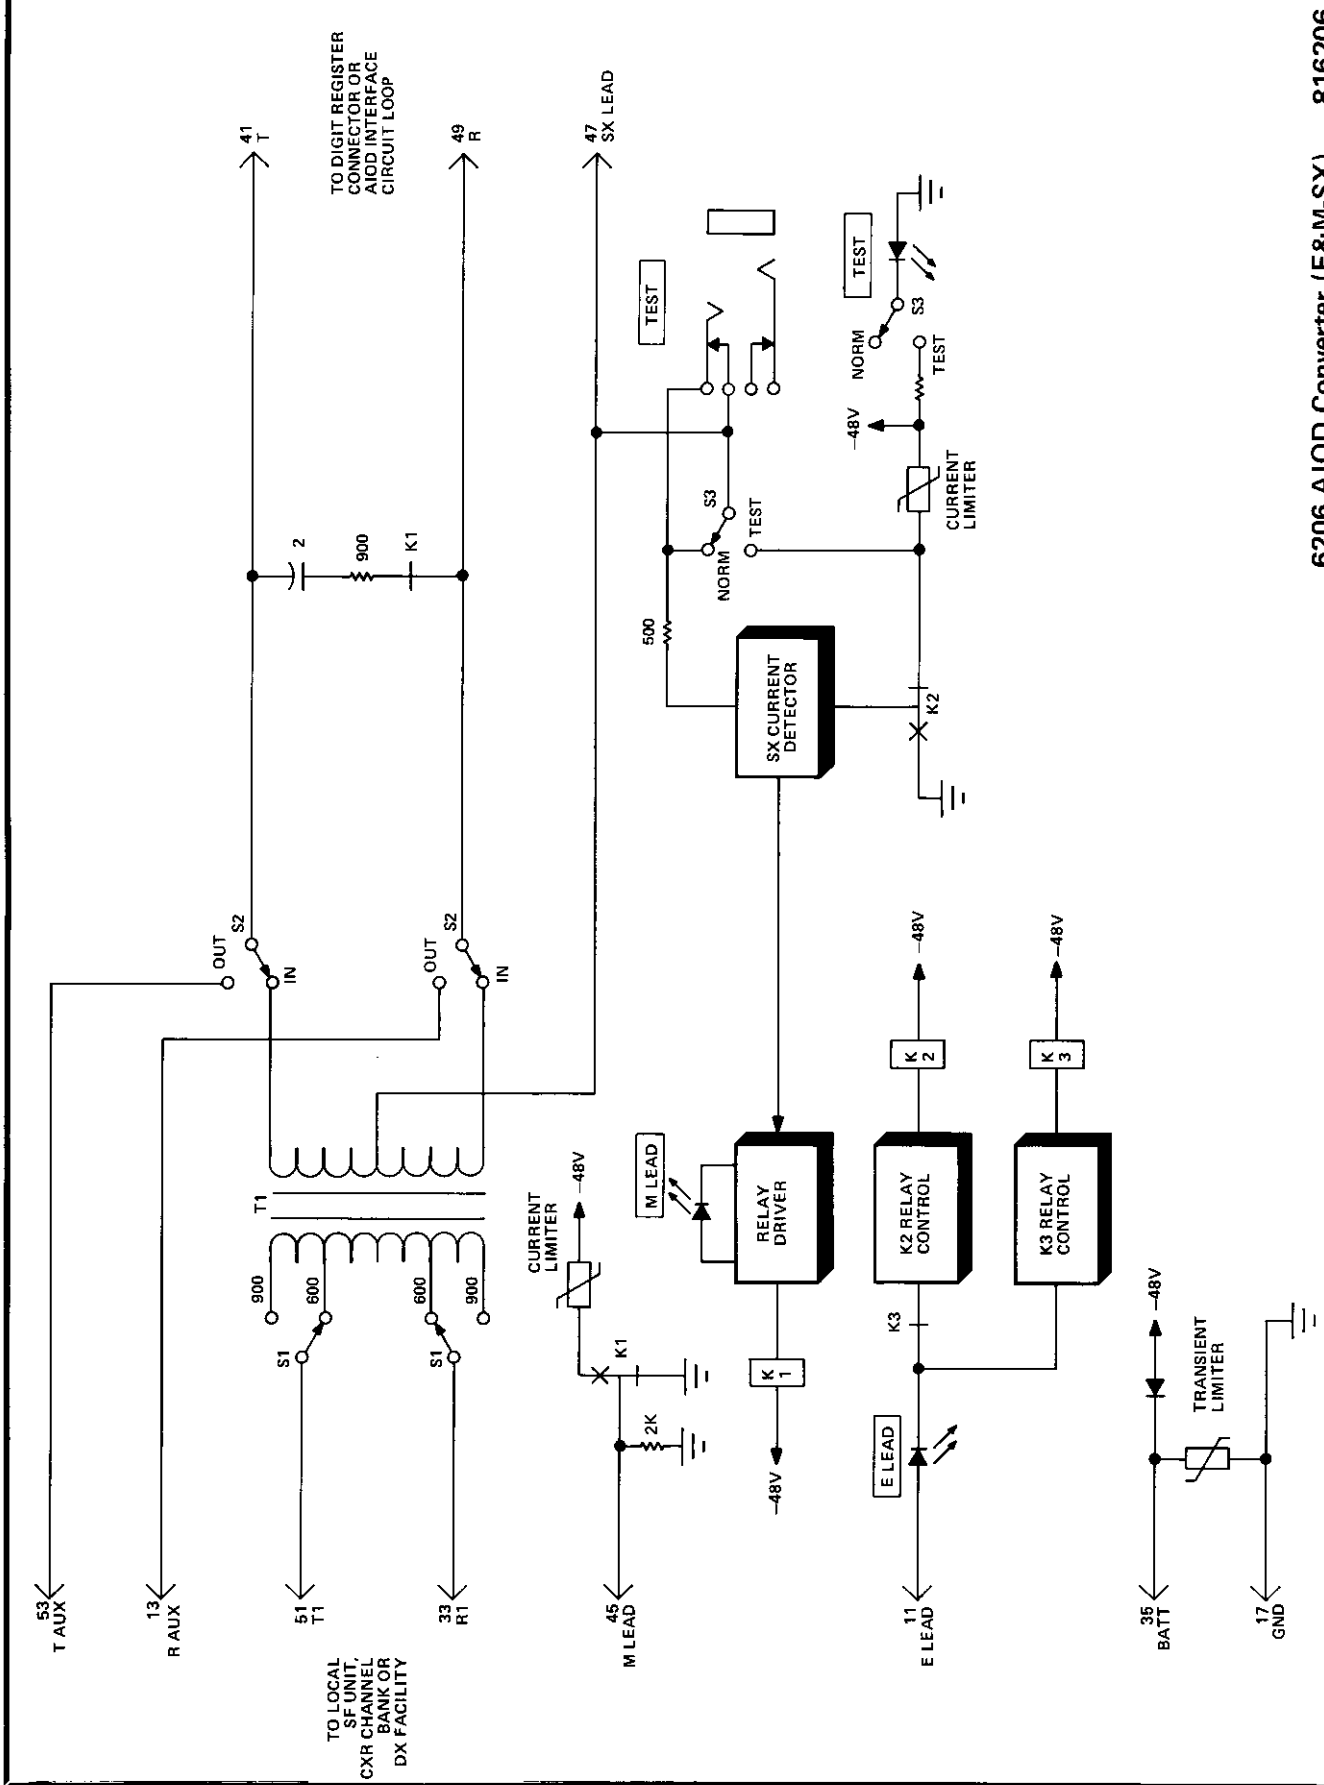 53
T AUX
13
R AUX
51
T1
33
R1
TO LOCAL
SF UNIT,
CXR CHANNEL
BANK OR
DX FACILITY
45
M LEAD
11
E LEAD
35
BATT
17
GND
S1
900
600
S1
600
900
T1
OUT
S2
IN
OUT
S2
IN
2
900
K1
41
T
49
R
TO DIGIT REGISTER
CONNECTOR OR
AIOD INTERFACE
CIRCUIT LOOP
47
SX LEAD
CURRENT
LIMITER
–48V
K1
2K
M LEAD
RELAY
DRIVER
K
1
–48V
SX CURRENT
DETECTOR
500
NORM
S3
TEST
TEST
K2
CURRENT
LIMITER
–48V
NORM
TEST
S3
TEST
E LEAD
K3
K2 RELAY
CONTROL
K
2
–48V
K3 RELAY
CONTROL
K
3
–48V
–48V
TRANSIENT
LIMITER
6206 AIOD Converter (E&M-SX)
816206